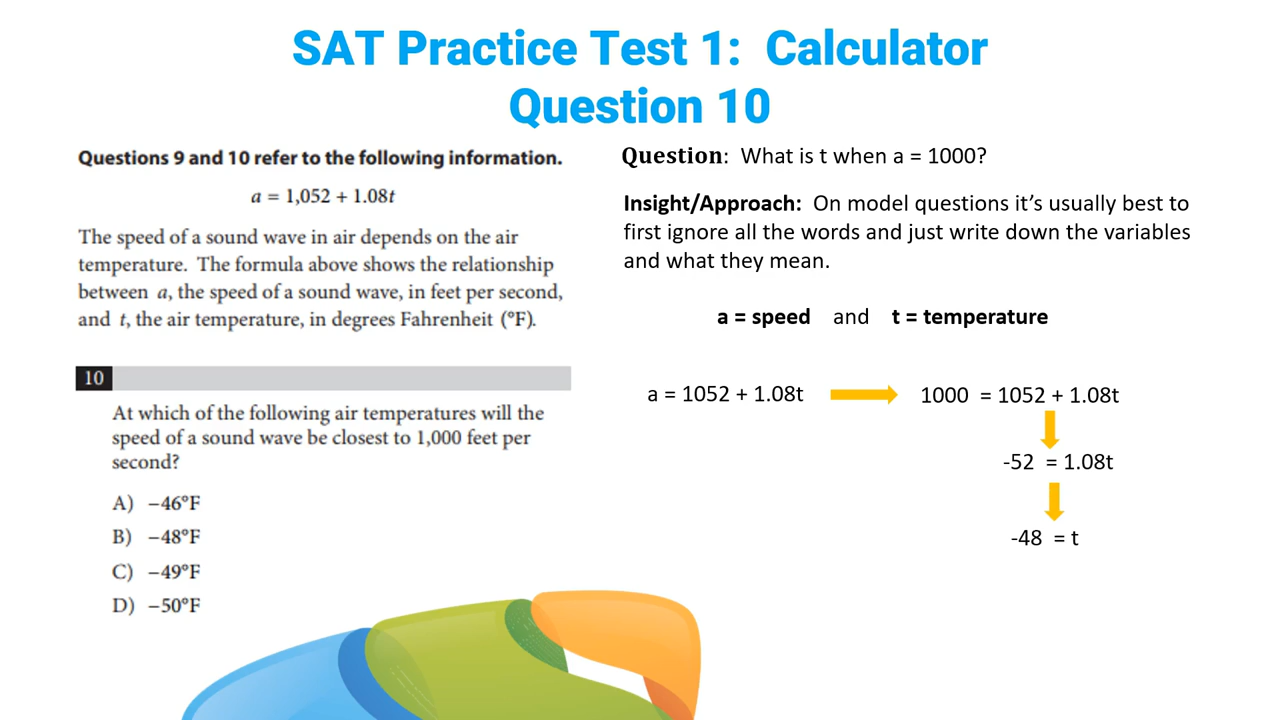 SAT Practice Test 1: Calculator
Question 10
Questions 9 and 10 refer to the following information.
a = 1,052 + 1.08t
The speed of a sound wave in air depends on the air
temperature. The formula above shows the relationship
between a, the speed of a sound wave, in feet per second,
and t, the air temperature, in degrees Fahrenheit (°F).
10
At which of the following air temperatures will the
speed of a sound wave be closest to 1,000 feet per
second?
A) −46°F
B) −48°F
C) −49°F
D) −50°F
Question: What is t when a = 1000?
Insight/Approach: On model questions it’s usually best to
first ignore all the words and just write down the variables
and what they mean.
a = speed and t = temperature
a = 1052 + 1.08t
1000 = 1052 + 1.08t
-52 = 1.08t
-48 = t